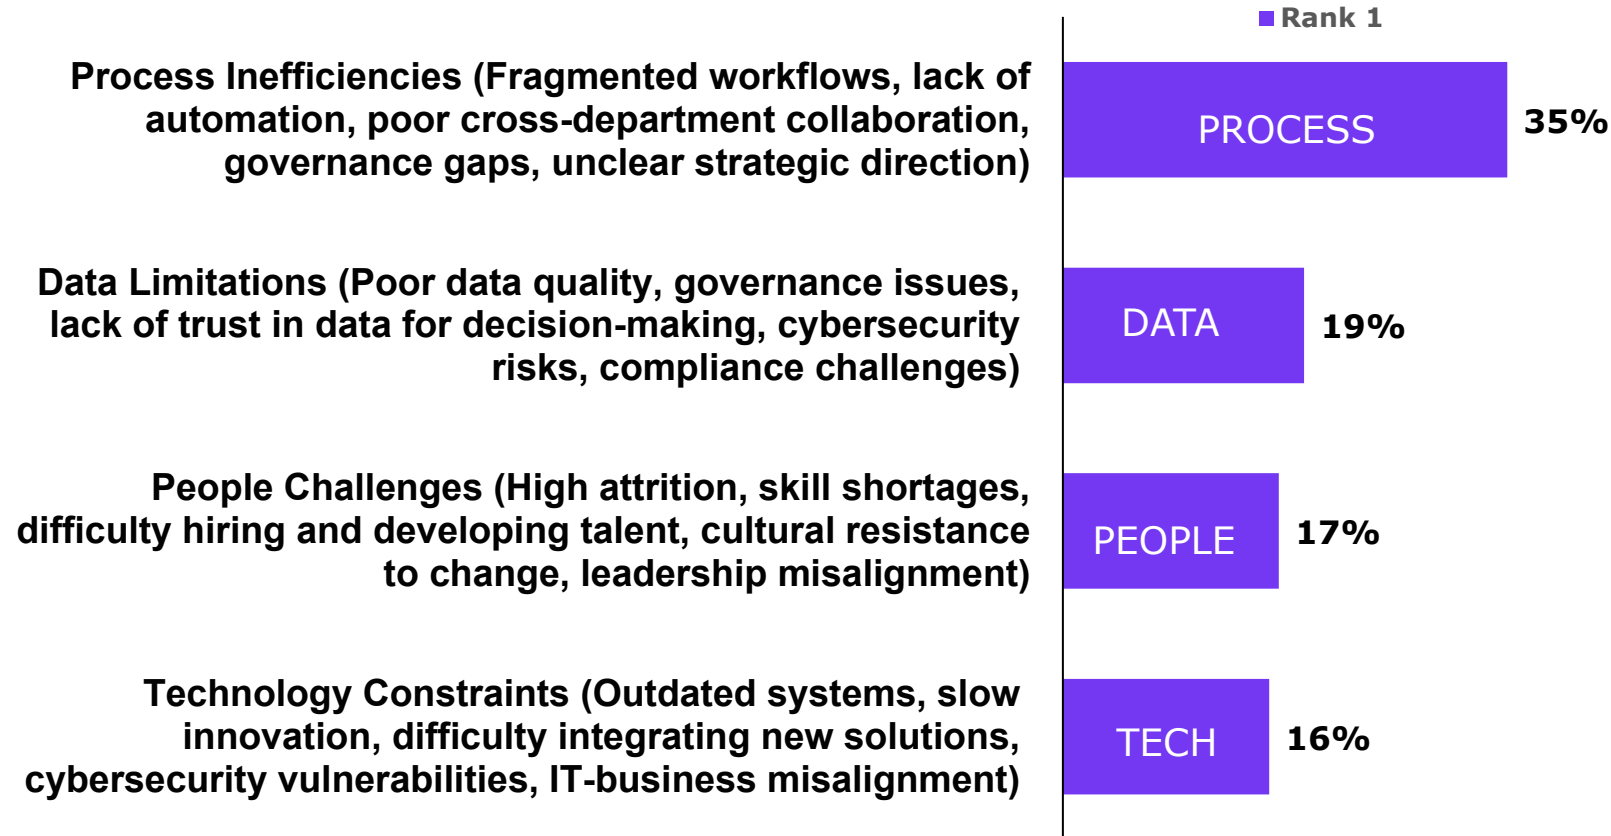 Rank 1
Process Inefficiencies (Fragmented workflows, lack of
automation, poor cross-department collaboration,
governance gaps, unclear strategic direction)
PROCESS
35%
Data Limitations (Poor data quality, governance issues,
lack of trust in data for decision-making, cybersecurity
risks, compliance challenges)
DATA
19%
People Challenges (High attrition, skill shortages,
difficulty hiring and developing talent, cultural resistance
to change, leadership misalignment)
PEOPLE
17%
Technology Constraints (Outdated systems, slow
innovation, difficulty integrating new solutions,
cybersecurity vulnerabilities, IT-business misalignment)
TECH
16%